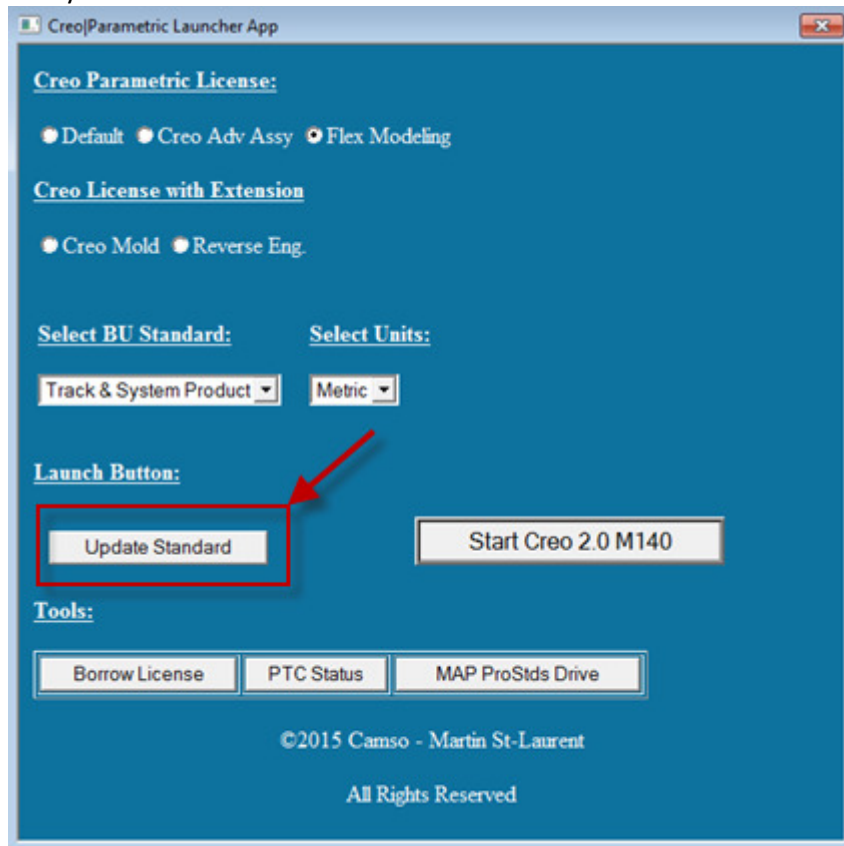 Creo|Parametric Launcher App
Creo Parametric License:
Default Creo Adv Assy Flex Modeling
Creo License with Extension
Creo Mold Reverse Eng.
Select BU Standard: Select Units:
Track & System Product Metric
Launch Button:
Update Standard Start Creo 2.0 M140
Tools:
Borrow License PTC Status MAP ProStds Drive
©2015 Camso - Martin St-Laurent
All Rights Reserved